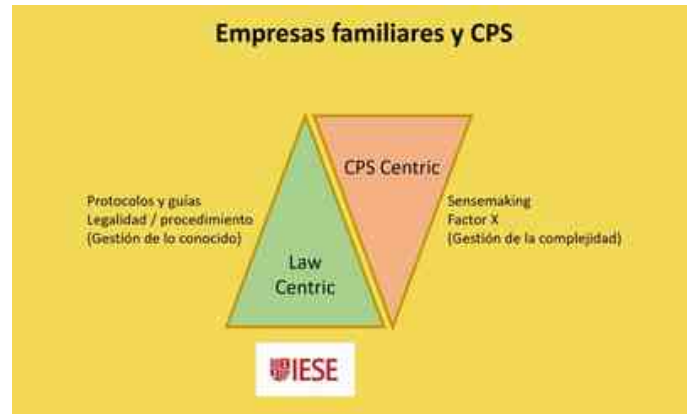 Empresas familiares y CPS
Protocolos y guías
Legalidad / procedimiento
(Gestión de lo conocido)
Law
Centric
CPS Centric
Sensemaking
Factor X
(Gestión de la complejidad)
IESE